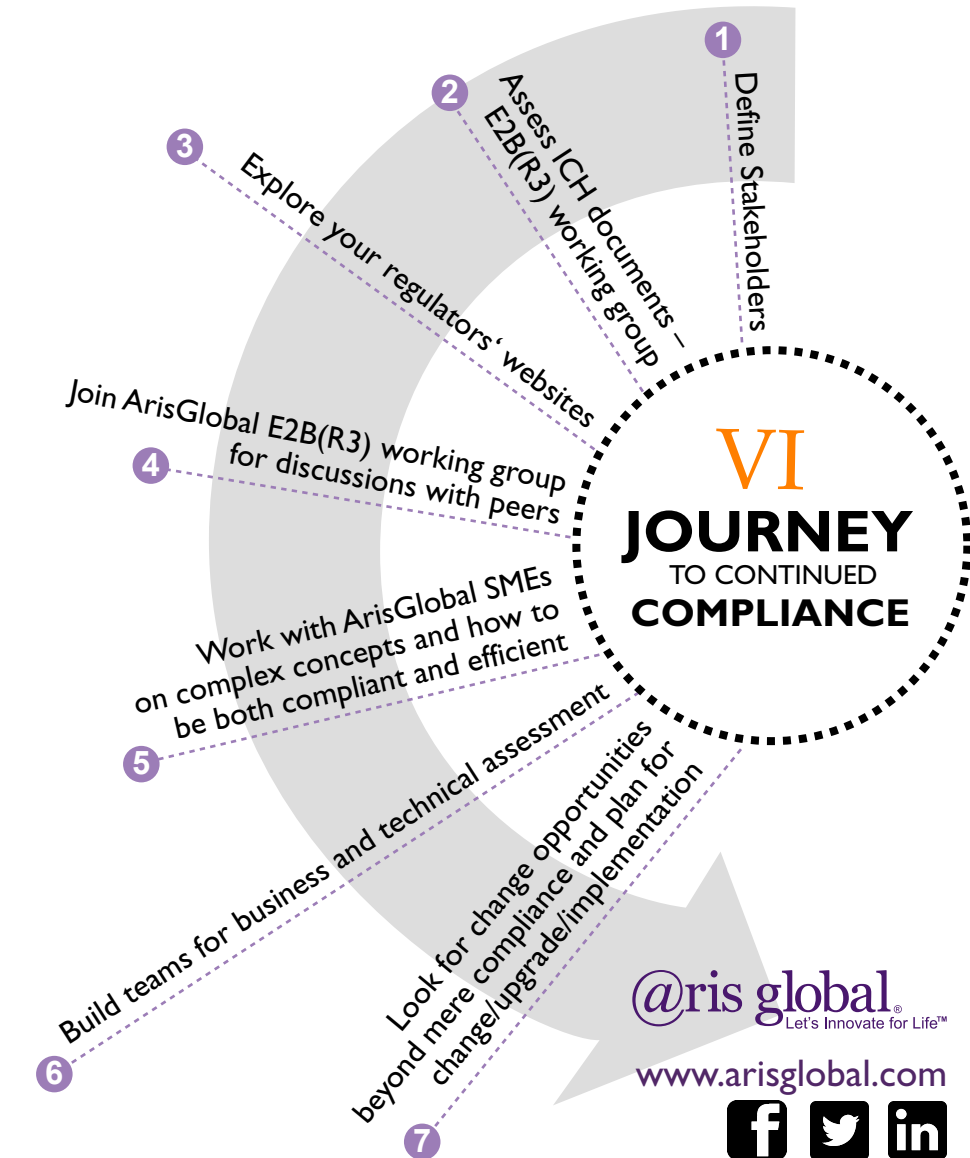 1
Define Stakeholders
2
Assess ICH documents –
E2B(R3) working group
3
Explore your regulators‘ websites
Join ArisGlobal E2B(R3) working group
for discussions with peers
4
Work with ArisGlobal SMEs
on complex concepts and how to
be both compliant and efficient
5
Build teams for business and technical assessment
6
Look for change opportunities
beyond mere compliance and plan for
change/upgrade/implementation
7
VI
JOURNEY
TO CONTINUED
COMPLIANCE
@ris global®
Let's Innovate for Life™
www.arisglobal.com
f
in